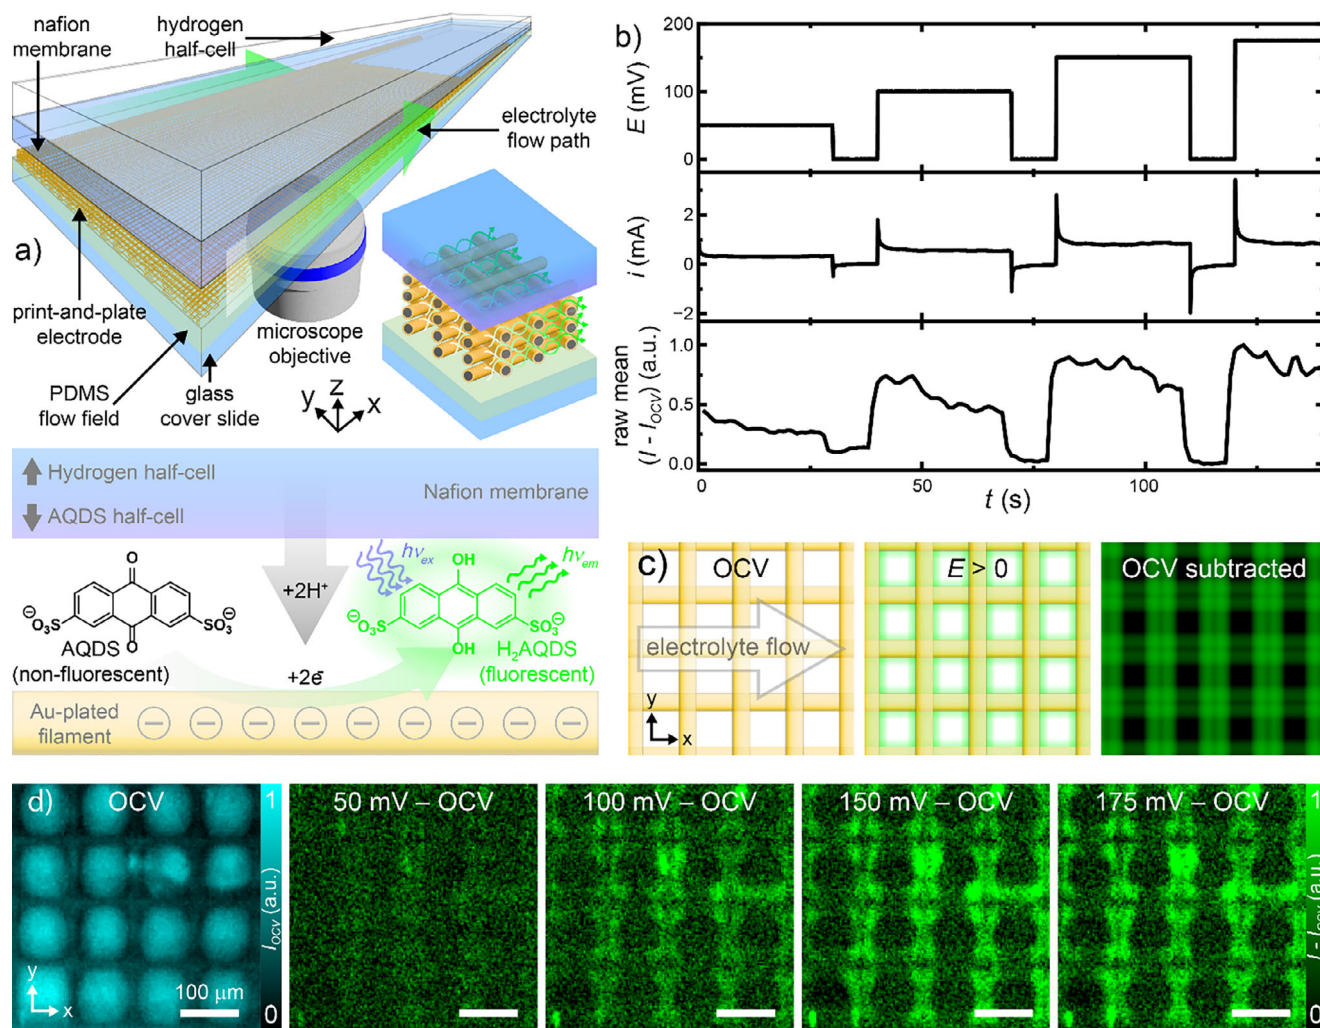 nafion
membrane
hydrogen
half-cell
electrolyte
flow path
a)
print-and-plate
electrode
microscope
objective
PDMS
flow field
glass
cover slide
y
z
x
Hydrogen half-cell
AQDS half-cell
Nafion membrane
hνex
hνem
O
OH
+2H⁺
⊖
O₃S
SO₃
⊖
⊖
O₃S
SO₃
⊖
O
AQDS
(non-fluorescent)
OH
H₂AQDS
(fluorescent)
+2e⁻
Au-plated
filament
b)
200
100
0
E (mV)
2
0
−2
i (mA)
1.0
0.5
0.0
raw mean
(I - I_OCV) (a.u.)
0
50
100
t (s)
c)
OCV
electrolyte flow
y
x
E > 0
OCV subtracted
d)
OCV
1
I_OCV (a.u.)
0
y
x
100 μm
50 mV – OCV
100 mV – OCV
150 mV – OCV
175 mV – OCV
1
I - I_OCV (a.u.)
0